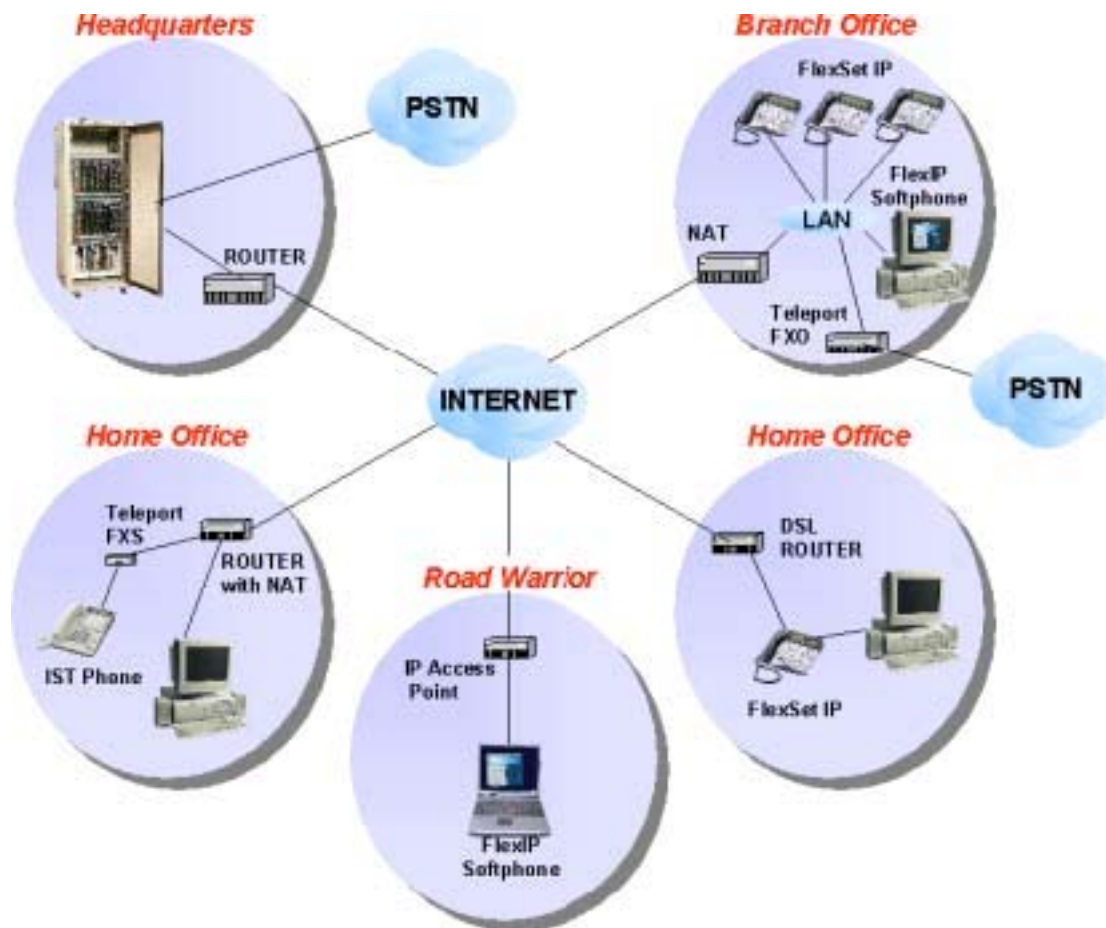 Headquarters
PSTN
ROUTER
Branch Office
FlexSet IP
FlexIP
Softphone
LAN
NAT
Teleport
FXO
PSTN
INTERNET
Home Office
Teleport
FXS
ROUTER
with NAT
IST Phone
Road Warrior
IP Access
Point
FlexIP
Softphone
Home Office
DSL
ROUTER
FlexSet IP